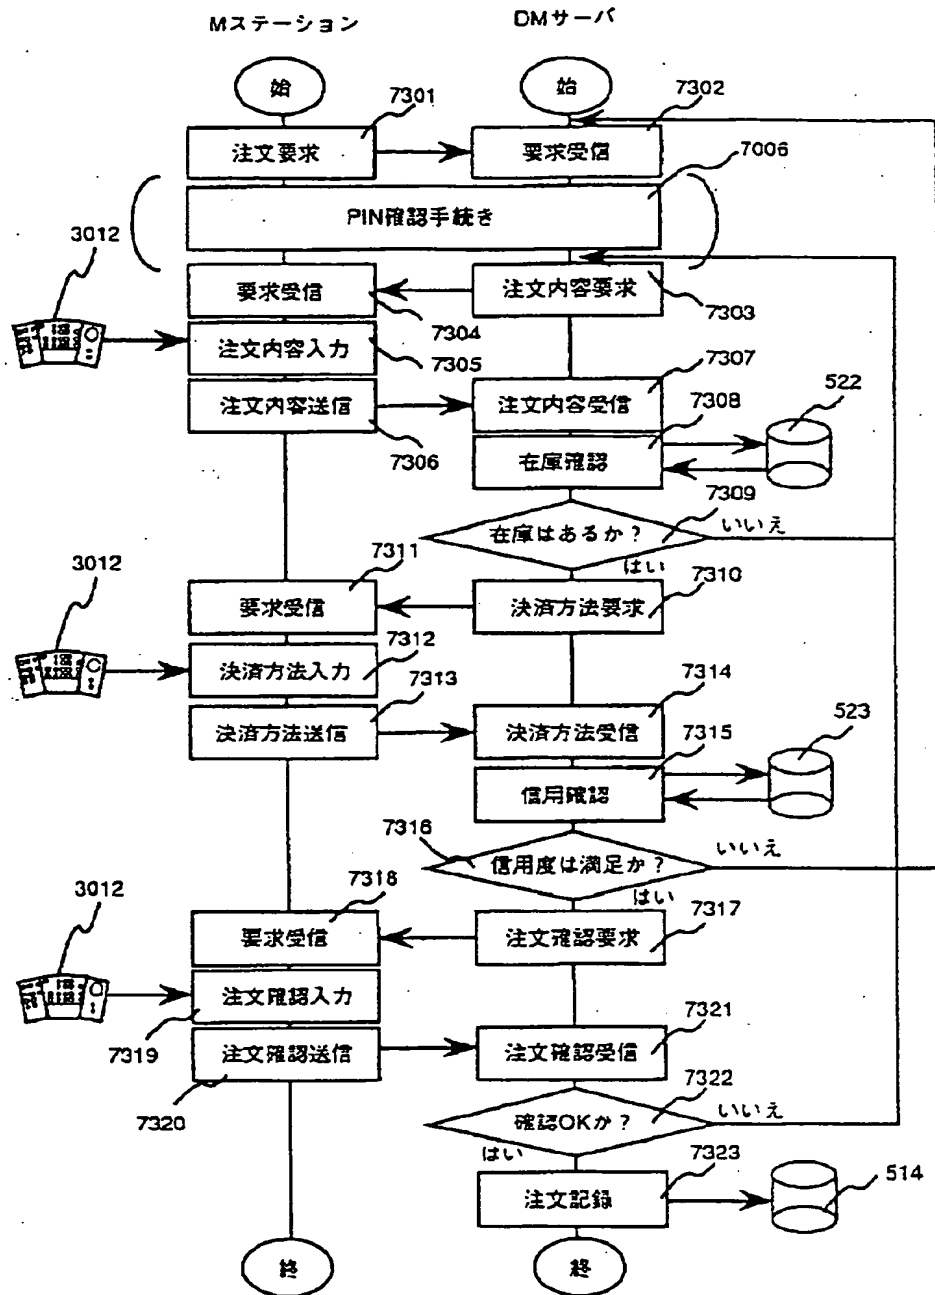 Mステーション
DMサーバ
始
始
7301
7302
注文要求
要求受信
7006
PIN確認手続き
3012
要求受信
注文内容要求
7304
7303
注文内容入力
7305
7307
注文内容送信
注文内容受信
7306
7308
522
在庫確認
7309
在庫はあるか?
いいえ
はい
7311
7310
3012
要求受信
決済方法要求
7312
決済方法入力
7313
7314
決済方法送信
決済方法受信
7315
523
信用確認
7316
信用度は満足か?
いいえ
はい
7318
7317
3012
要求受信
注文確認要求
注文確認入力
7319
7321
注文確認送信
注文確認受信
7320
7322
確認OKか?
いいえ
はい
7323
注文記録
514
終
終